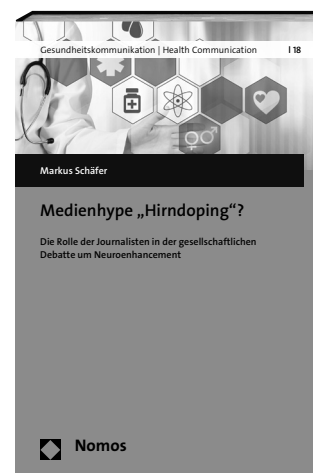 Gesundheitskommunikation | Health Communication | 18
Markus Schäfer
Medienhype „Hirndoping“?
Die Rolle der Journalisten in der gesellschaftlichen
Debatte um Neuroenhancement
Nomos